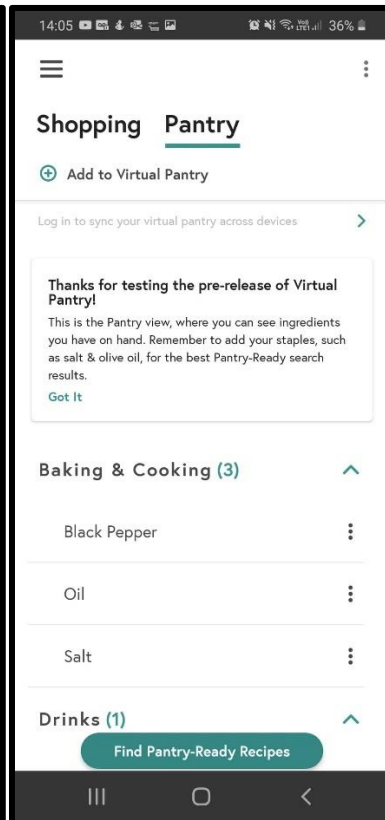 14:05 36%
Shopping Pantry
Add to Virtual Pantry
Log in to sync your virtual pantry across devices
Thanks for testing the pre-release of Virtual
Pantry!
This is the Pantry view, where you can see ingredients
you have on hand. Remember to add your staples, such
as salt & olive oil, for the best Pantry-Ready search
results.
Got It
Baking & Cooking (3)
Black Pepper
Oil
Salt
Drinks (1)
Find Pantry-Ready Recipes